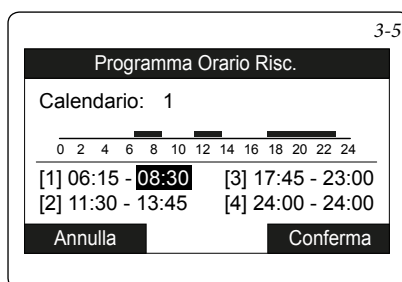 3-5
Programma Orario Risc.
Calendario: 1
0 2 4 6 8 10 12 14 16 18 20 22 24
[1] 06:15 - 08:30 [3] 17:45 - 23:00
[2] 11:30 - 13:45 [4] 24:00 - 24:00
Annulla Conferma